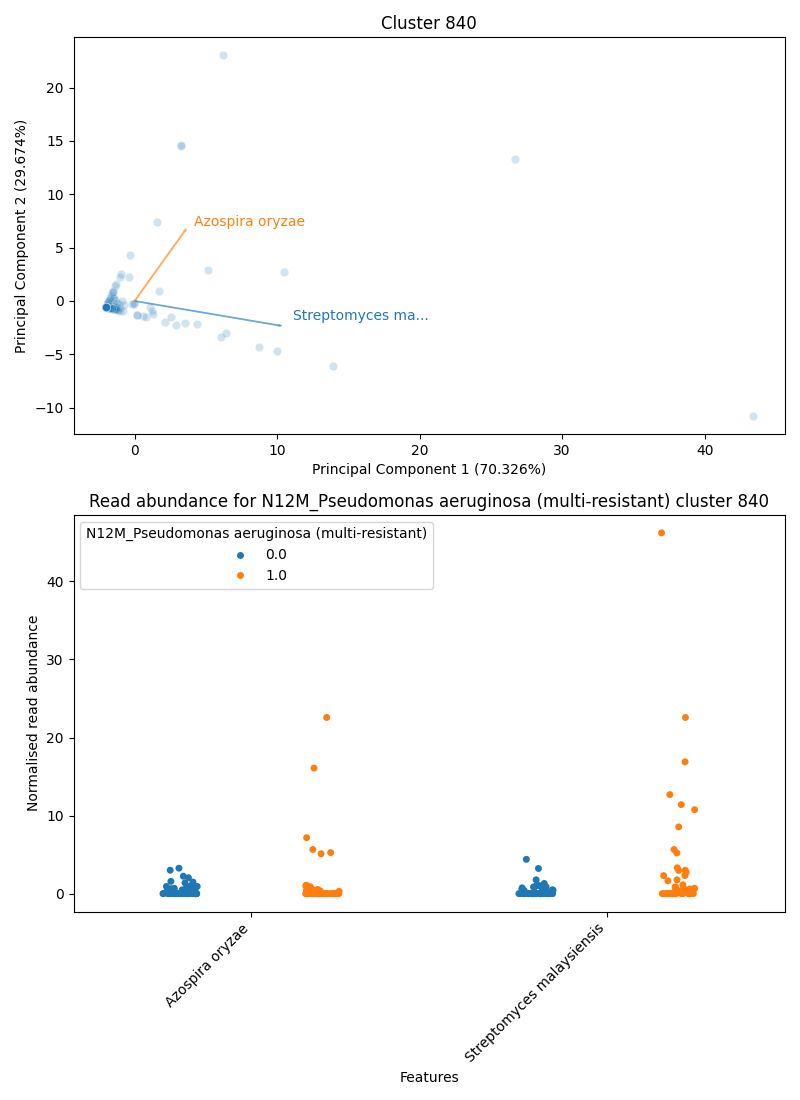 Cluster 840
Principal Component 2 (29.674%)
20
15
10
5
0
−5
−10
Azospira oryzae
Streptomyces ma...
0
10
20
30
40
Principal Component 1 (70.326%)
Read abundance for N12M_Pseudomonas aeruginosa (multi-resistant) cluster 840
N12M_Pseudomonas aeruginosa (multi-resistant)
0.0
1.0
Normalised read abundance
40
30
20
10
0
Azospira oryzae
Streptomyces malaysiensis
Features